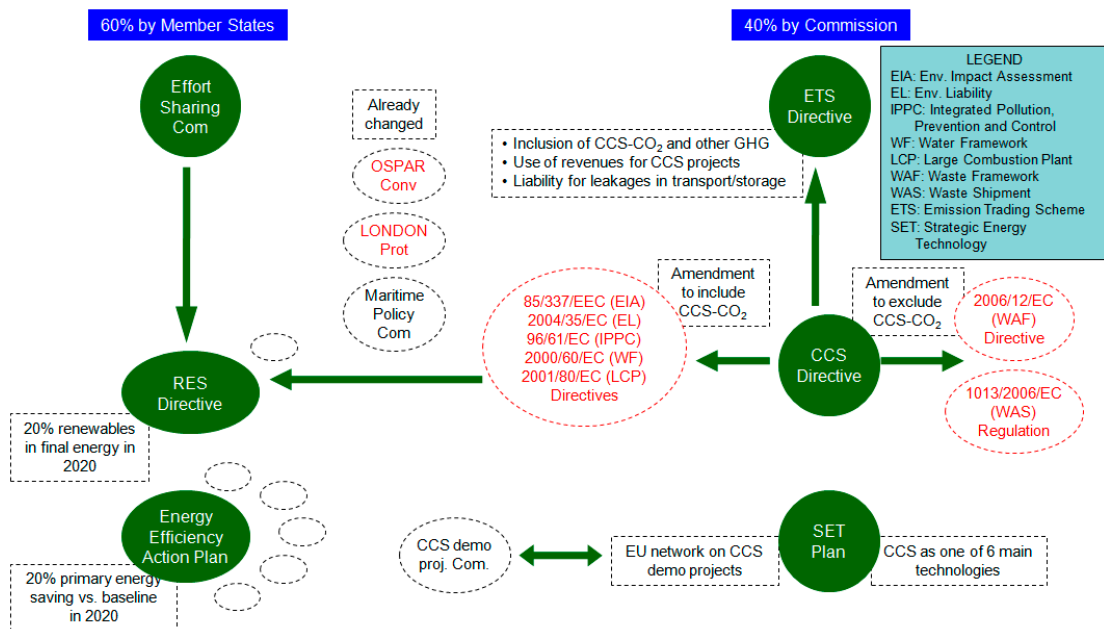 60% by Member States
40% by Commission
Effort
Sharing
Com
Already
changed
OSPAR
Conv
LONDON
Prot
Maritime
Policy
Com
• Inclusion of CCS-CO₂ and other GHG
• Use of revenues for CCS projects
• Liability for leakages in transport/storage
ETS
Directive
LEGEND
EIA: Env. Impact Assessment
EL: Env. Liability
IPPC: Integrated Pollution,
Prevention and Control
WF: Water Framework
LCP: Large Combustion Plant
WAF: Waste Framework
WAS: Waste Shipment
ETS: Emission Trading Scheme
SET: Strategic Energy
Technology
Amendment
to include
CCS-CO₂
Amendment
to exclude
CCS-CO₂
85/337/EEC (EIA)
2004/35/EC (EL)
96/61/EC (IPPC)
2000/60/EC (WF)
2001/80/EC (LCP)
Directives
CCS
Directive
2006/12/EC
(WAF)
Directive
1013/2006/EC
(WAS)
Regulation
RES
Directive
20% renewables
in final energy in
2020
Energy
Efficiency
Action Plan
20% primary energy
saving vs. baseline
in 2020
CCS demo
proj. Com.
EU network on CCS
demo projects
SET
Plan
CCS as one of 6 main
technologies